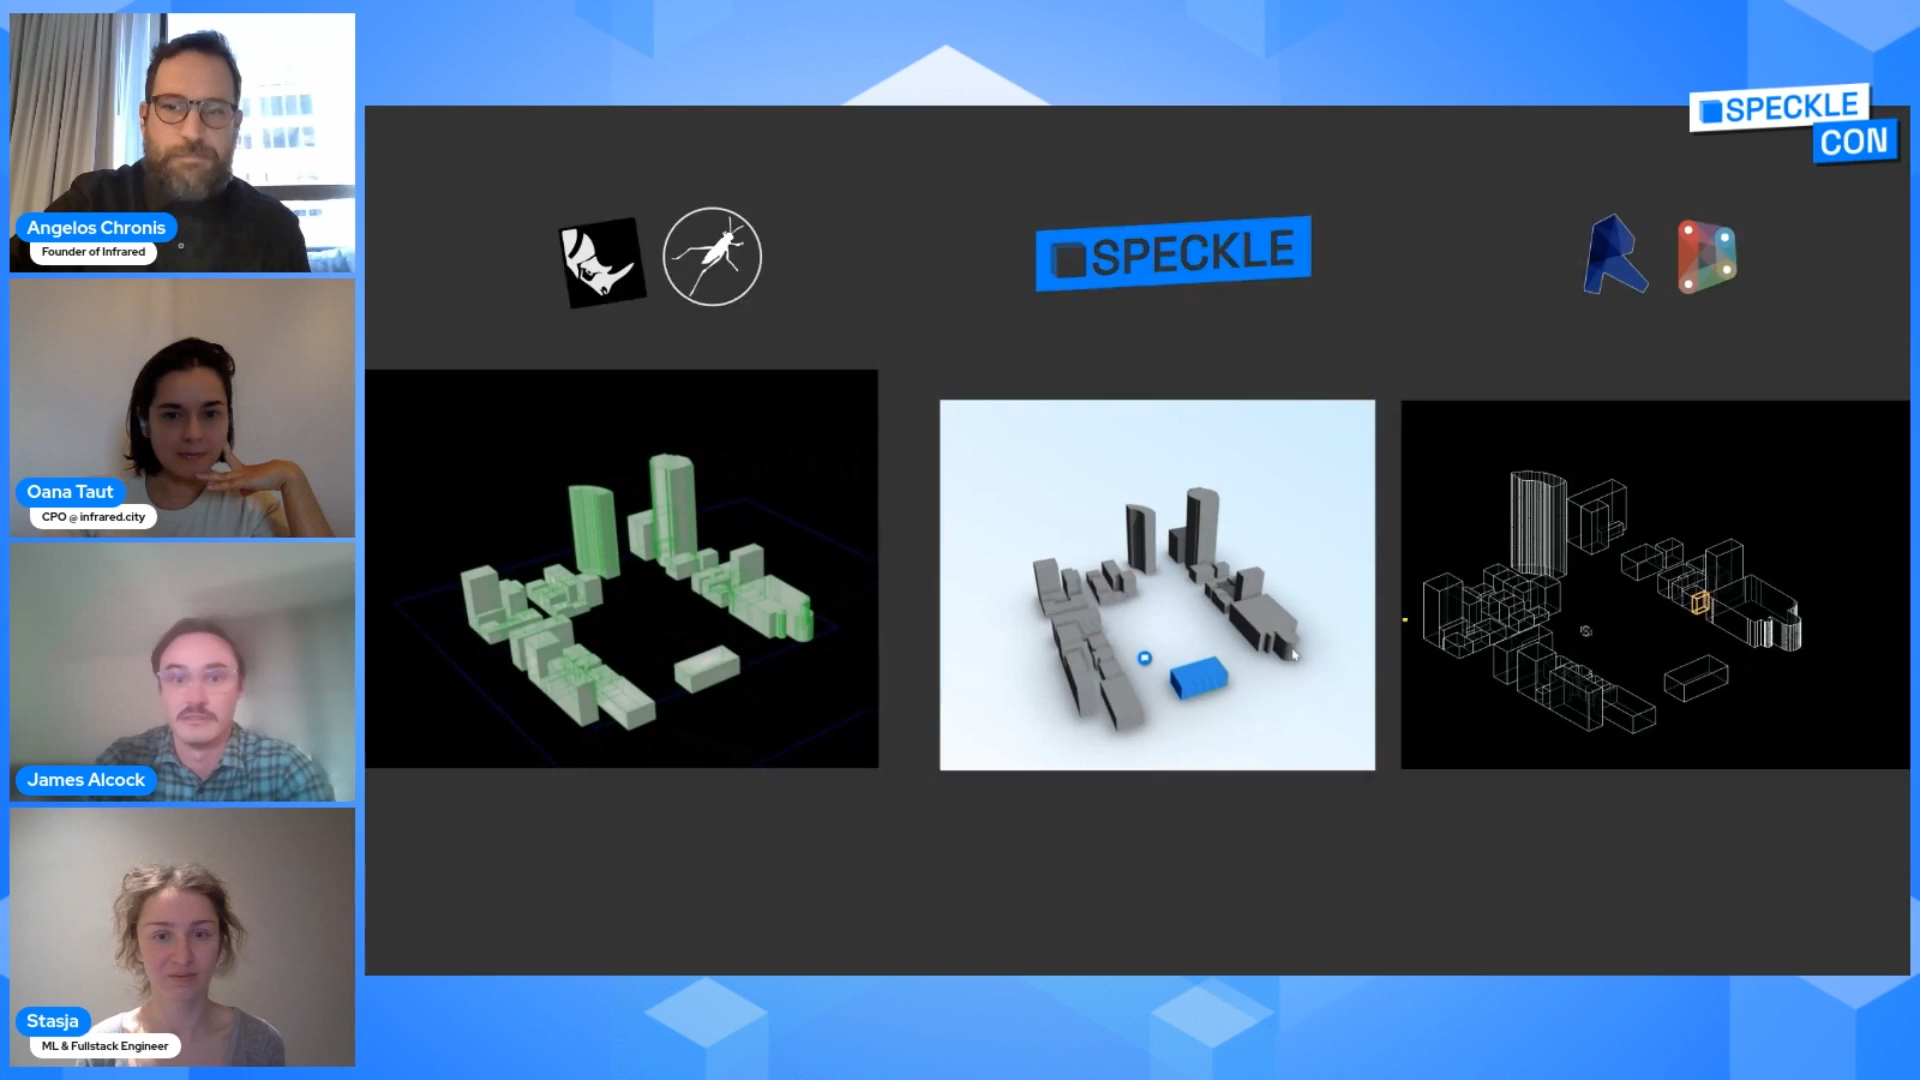 Angelos Chronis
Founder of Infrared
Oana Taut
CPO @ infrared.city
James Alcock
Stasja
ML & Fullstack Engineer
SPECKLE
SPECKLE
CON